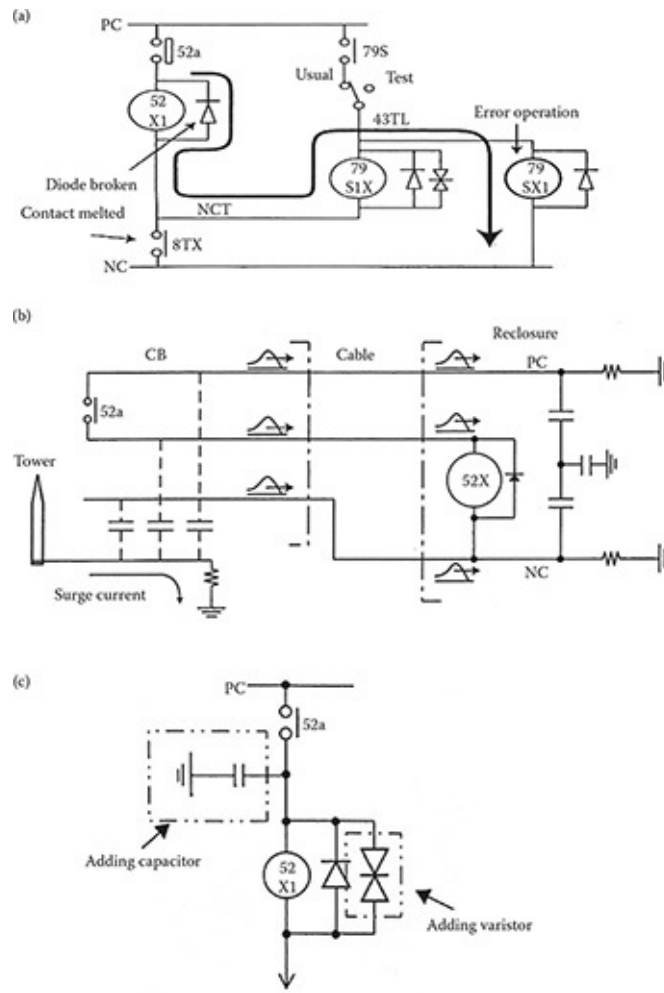 (a)
PC
52a
79S
Usual
Test
52
X1
43TL
Error operation
79
S1X
79
SX1
Diode broken
Contact melted
NCT
8TX
NC
(b)
Reclosure
CB
Cable
PC
52a
Tower
52X
NC
Surge current
(c)
PC
52a
Adding capacitor
52
X1
Adding varistor